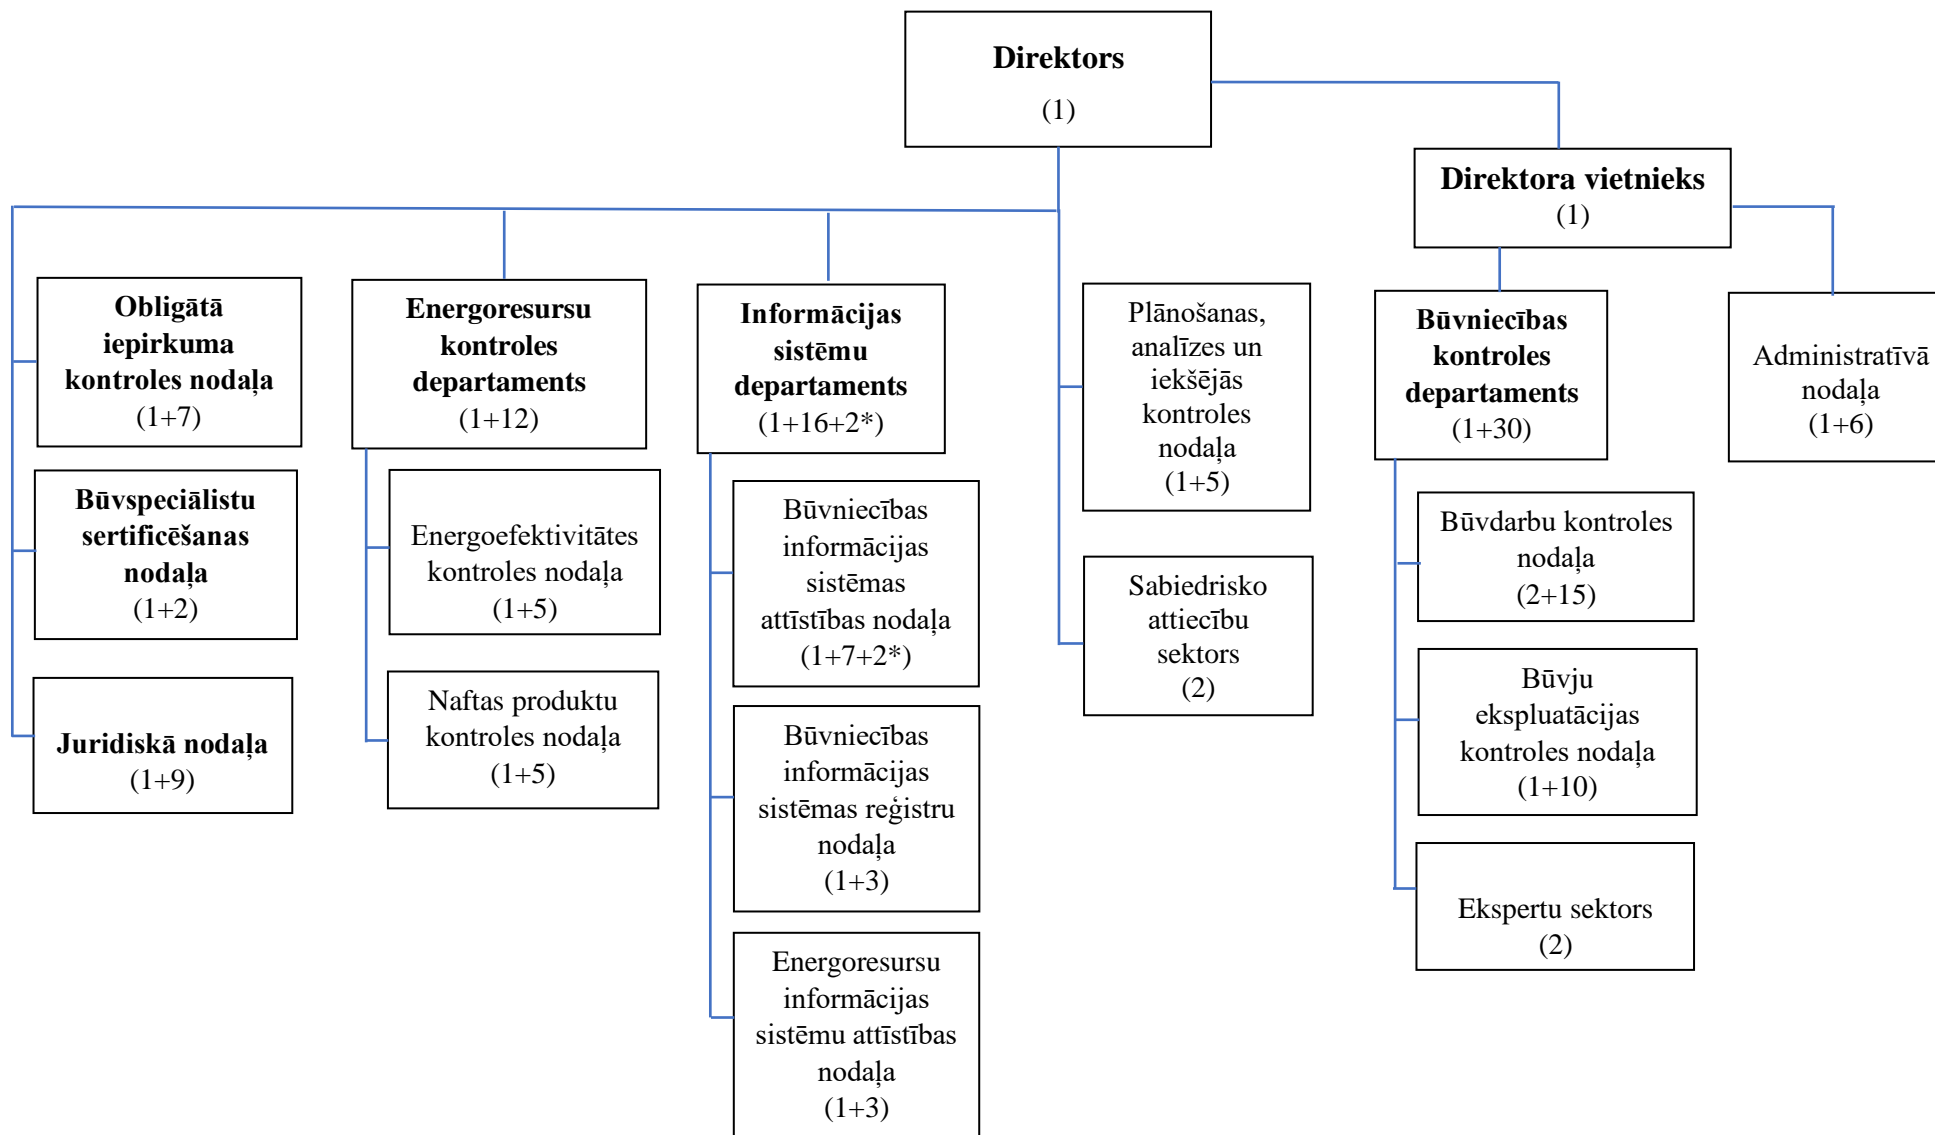 Direktors
(1)
Direktora vietnieks
(1)
Obligātā
iepirkuma
kontroles nodaļa
(1+7)
Būvspeciālistu
sertificēšanas
nodaļa
(1+2)
Juridiskā nodaļa
(1+9)
Energoresursu
kontroles
departaments
(1+12)
Energoefektivitātes
kontroles nodaļa
(1+5)
Naftas produktu
kontroles nodaļa
(1+5)
Informācijas
sistēmu
departaments
(1+16+2*)
Būvniecības
informācijas
sistēmas
attīstības nodaļa
(1+7+2*)
Būvniecības
informācijas
sistēmas reģistru
nodaļa
(1+3)
Energoresursu
informācijas
sistēmu attīstības
nodaļa
(1+3)
Plānošanas,
analīzes un
iekšējās
kontroles
nodaļa
(1+5)
Sabiedrisko
attiecību
sektors
(2)
Būvniecības
kontroles
departaments
(1+30)
Būvdarbu kontroles
nodaļa
(2+15)
Būvju
ekspluatācijas
kontroles nodaļa
(1+10)
Ekspertu sektors
(2)
Administratīvā
nodaļa
(1+6)